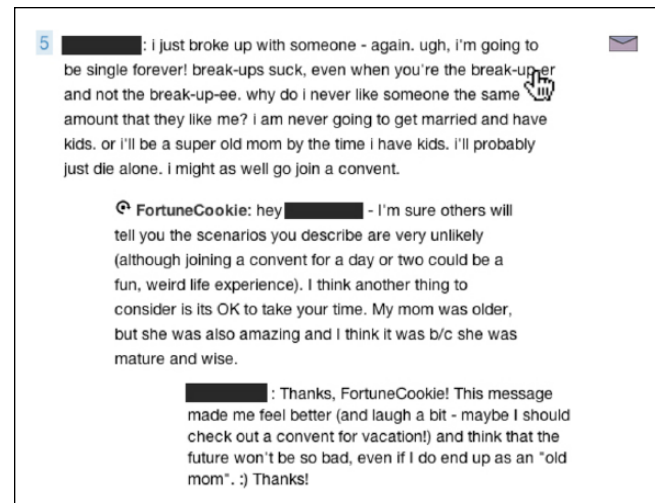 5
: i just broke up with someone - again. ugh, i'm going to
be single forever! break-ups suck, even when you're the break-up-er
and not the break-up-ee. why do i never like someone the same
amount that they like me? i am never going to get married and have
kids. or i'll be a super old mom by the time i have kids. i'll probably
just die alone. i might as well go join a convent.
FortuneCookie: hey - I'm sure others will
tell you the scenarios you describe are very unlikely
(although joining a convent for a day or two could be a
fun, weird life experience). I think another thing to
consider is its OK to take your time. My mom was older,
but she was also amazing and I think it was b/c she was
mature and wise.
: Thanks, FortuneCookie! This message
made me feel better (and laugh a bit - maybe I should
check out a convent for vacation!) and think that the
future won't be so bad, even if I do end up as an "old
mom". :) Thanks!